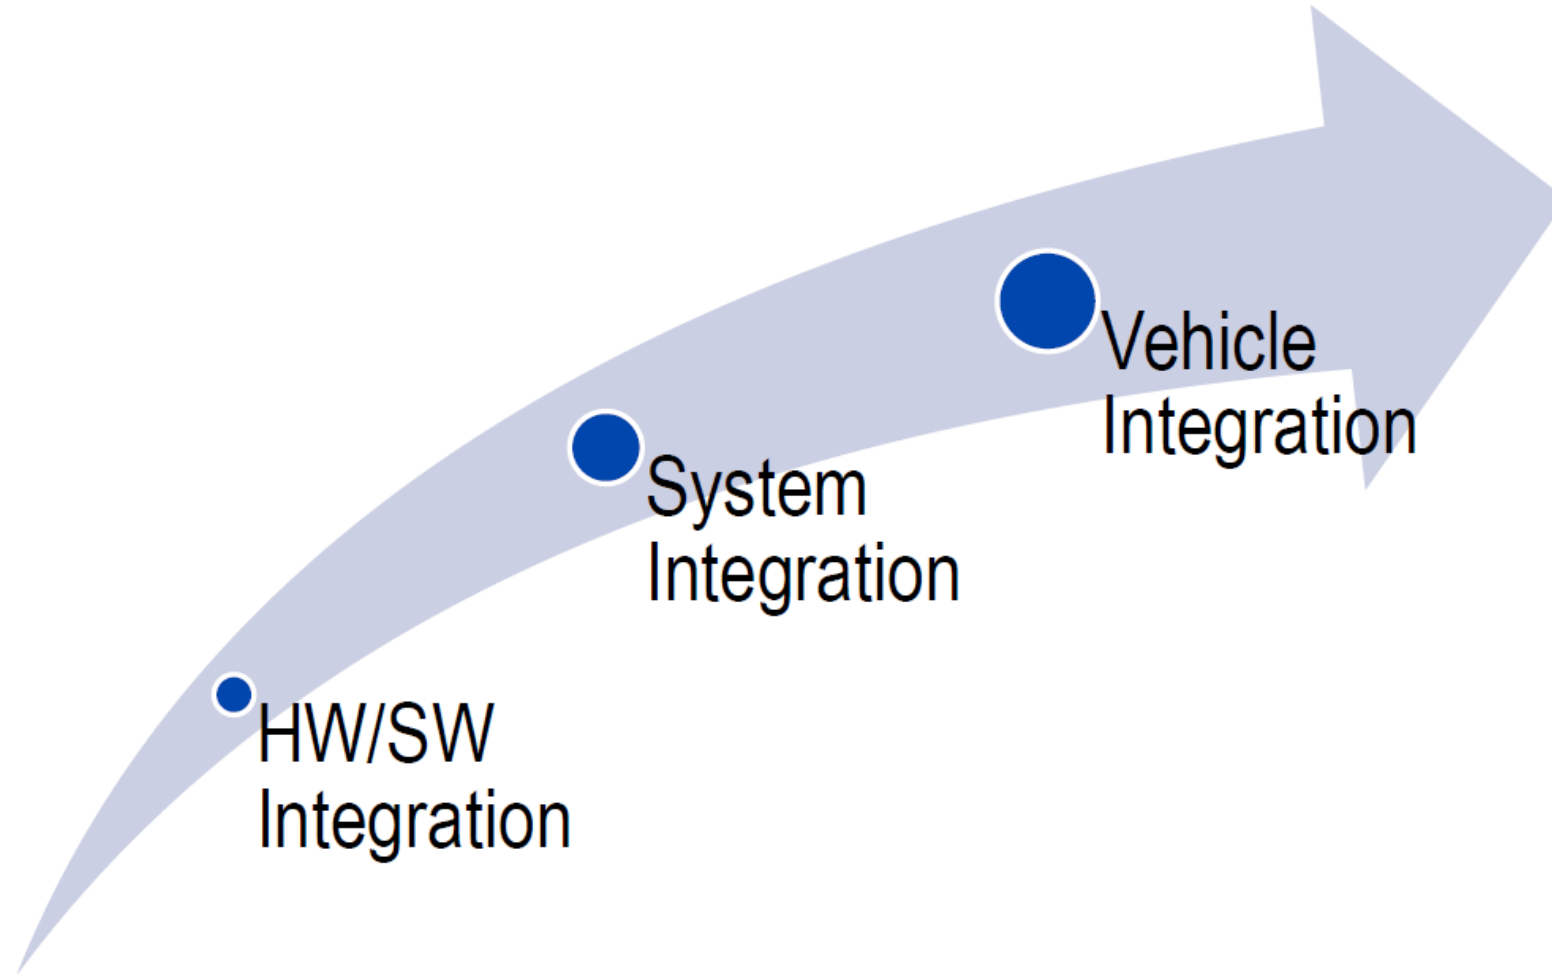 Vehicle
Integration
System
Integration
HW/SW
Integration